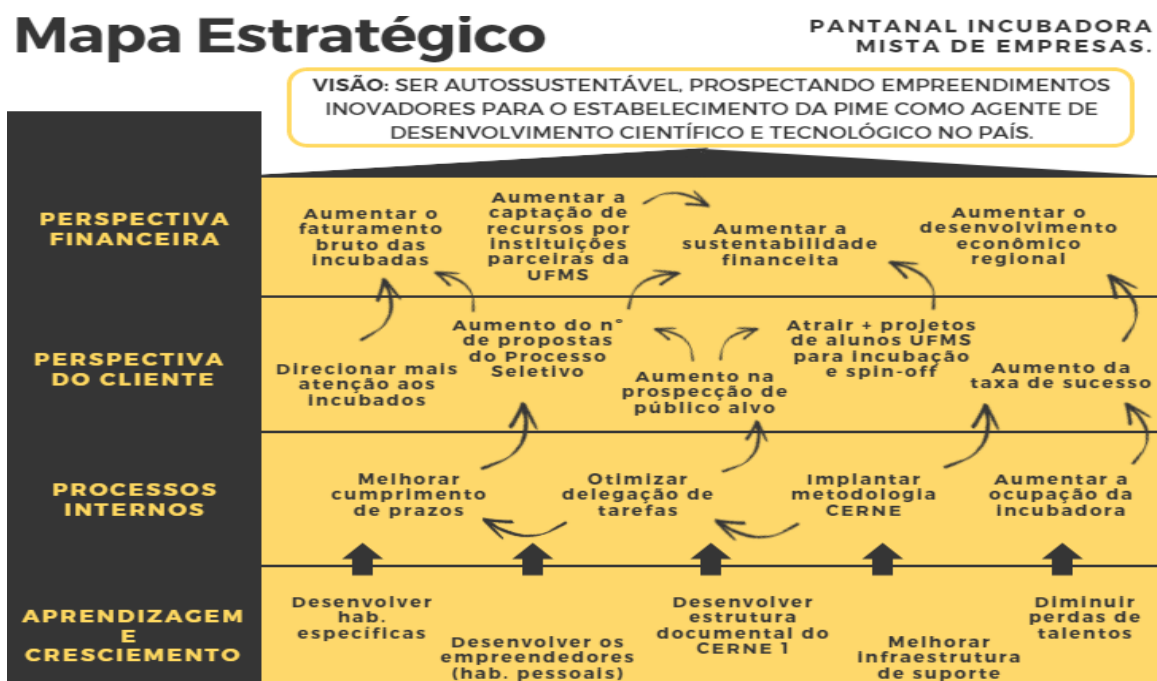 Mapa Estratégico
PANTANAL INCUBADORA
MISTA DE EMPRESAS.
VISÃO: SER AUTOSSUSTENTÁVEL, PROSPECTANDO EMPREENDIMENTOS
INOVADORES PARA O ESTABELECIMENTO DA PIME COMO AGENTE DE
DESENVOLVIMENTO CIENTÍFICO E TECNOLÓGICO NO PAÍS.
PERSPECTIVA
FINANCEIRA
Aumentar o
faturamento
bruto das
incubadas
Aumentar a
captação de
recursos por
instituições
parceiras da
UFMS
Aumentar a
sustentabilidade
financeita
Aumentar o
desenvolvimento
econômico
regional
PERSPECTIVA
DO CLIENTE
Direcionar mais
atenção aos
incubados
Aumento do n°
de propostas
do Processo
Seletivo
Aumento na
prospecção de
público alvo
Atrair + projetos
de alunos UFMS
para incubação
e spin-off
Aumento da
taxa de sucesso
PROCESSOS
INTERNOS
Melhorar
cumprimento
de prazos
Otimizar
delegação de
tarefas
Implantar
metodologia
CERNE
Aumentar a
ocupação da
incubadora
APRENDIZAGEM
E
CRESCIEMENTO
Desenvolver
hab.
específicas
Desenvolver os
empreendedores
(hab. pessoais)
Desenvolver
estrutura
documental do
CERNE 1
Melhorar
infraestrutura
de suporte
Diminuir
perdas de
talentos